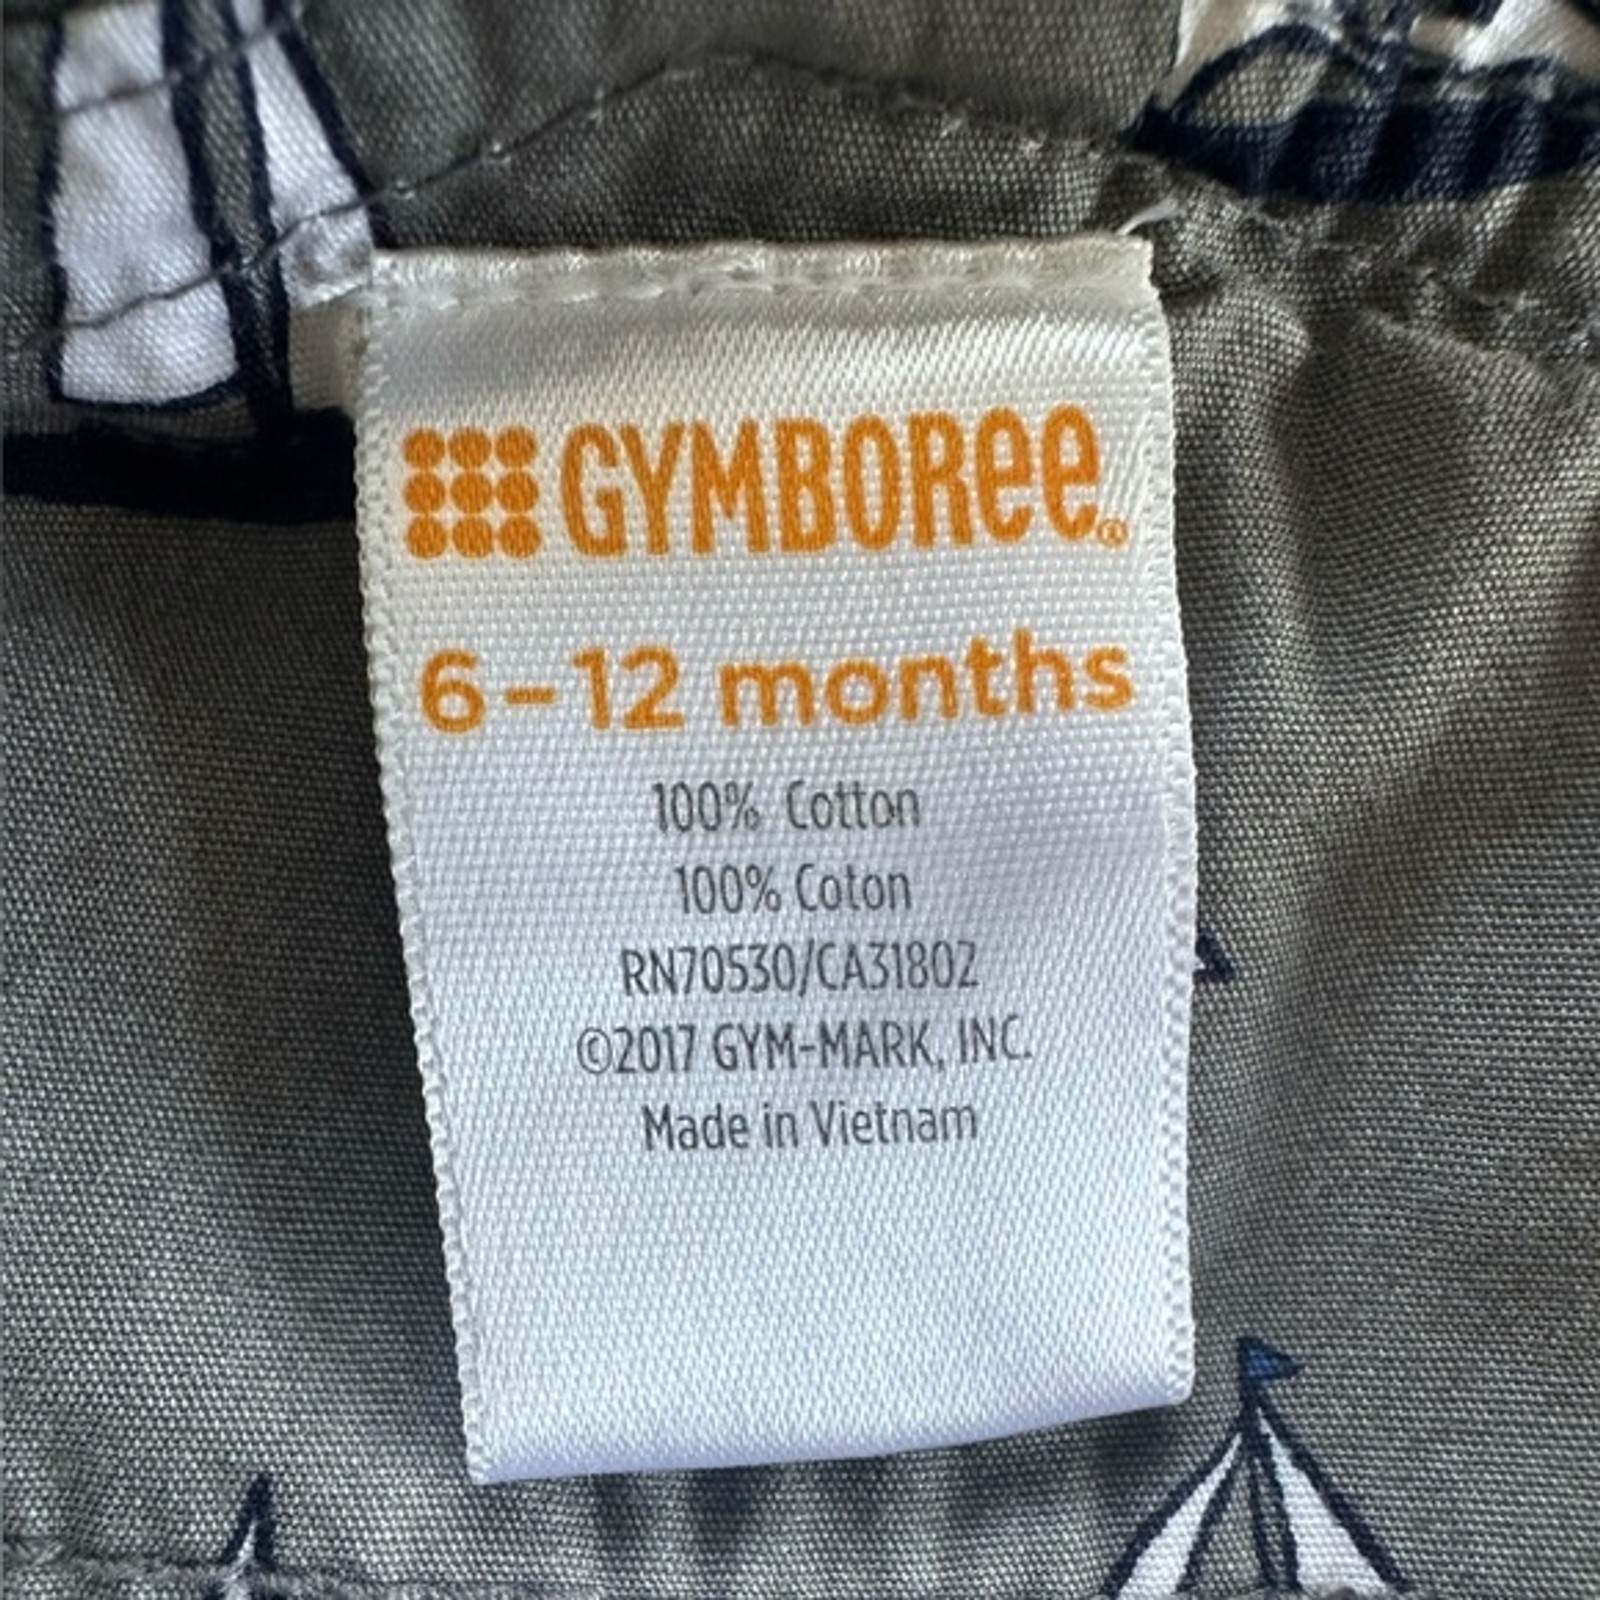 GYMBOREE®
6-12 months
100% Cotton
100% Coton
RN70530/CA31802
©2017 GYM-MARK, INC.
Made in Vietnam